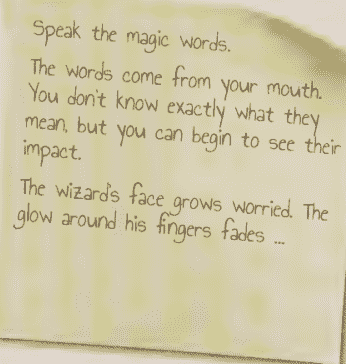 Speak the magic words.
The words come from your mouth.
You don't know exactly what they
mean, but you can begin to see their
impact.
The wizard's face grows worried. The
glow around his fingers fades ...